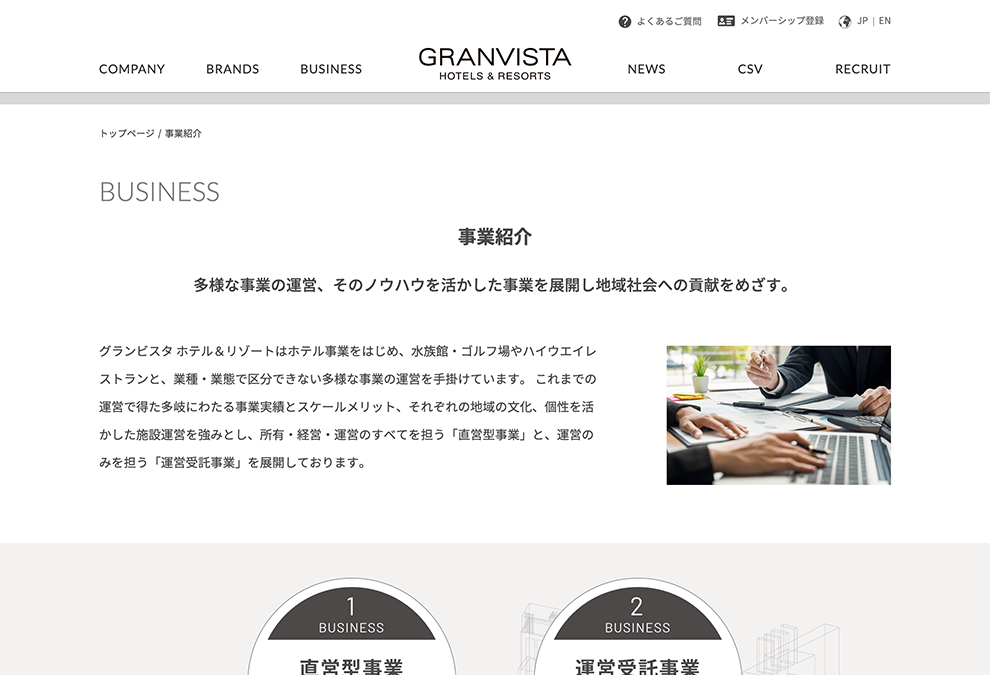 よくあるご質問 メンバーシップ登録 JP | EN
COMPANY BRANDS BUSINESS GRANVISTA HOTELS & RESORTS NEWS CSV RECRUIT
トップページ / 事業紹介
BUSINESS
事業紹介
多様な事業の運営、そのノウハウを活かした事業を展開し地域社会への貢献をめざす。
グランビスタ ホテル＆リゾートはホテル事業をはじめ、水族館・ゴルフ場やハイウエイレ
ストランと、業種・業態で区分できない多様な事業の運営を手掛けています。 これまでの
運営で得た多岐にわたる事業実績とスケールメリット、それぞれの地域の文化、個性を活
かした施設運営を強みとし、所有・経営・運営のすべてを担う「直営型事業」と、運営の
みを担う「運営受託事業」を展開しております。
1
BUSINESS
直営型事業
2
BUSINESS
運営受託事業